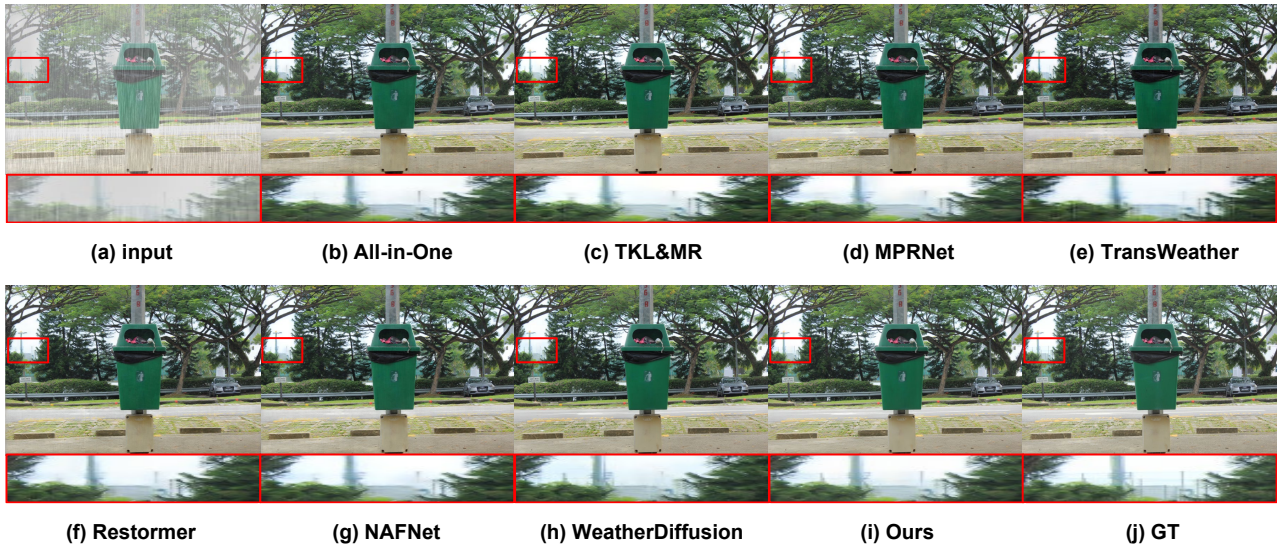 (a) input
(b) All-in-One
(c) TKL&MR
(d) MPRNet
(e) TransWeather
(f) Restormer
(g) NAFNet
(h) WeatherDiffusion
(i) Ours
(j) GT